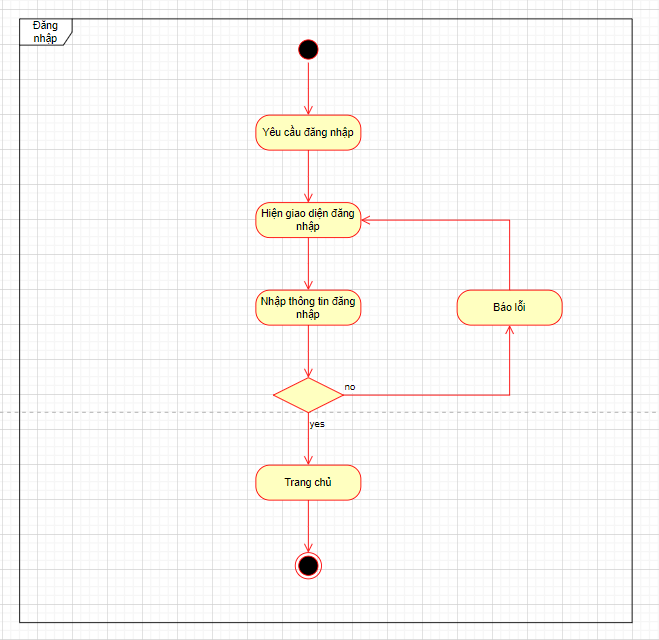 Đăng
nhập
Yêu cầu đăng nhập
Hiện giao diện đăng
nhập
Nhập thông tin đăng
nhập
Báo lỗi
no
yes
Trang chủ